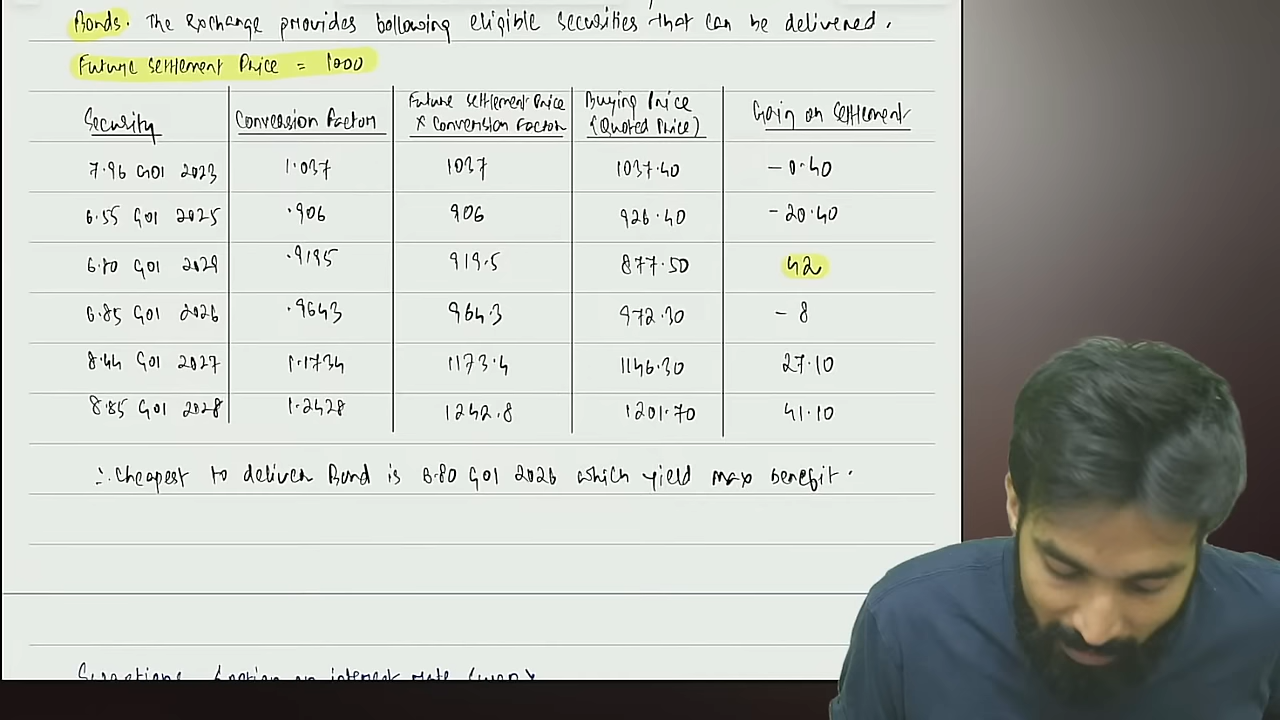 Bonds. The Exchange provides following eligible securities that can be delivered.
Future Settlement Price = 1000
Security | Conversion Factor | Future Settlement Price x Conversion Factor | Buying Price (Quoted Price) | Gain on Settlement
7.96 GOI 2023 | 1.037 | 1037 | 1037.40 | - 0.40
6.55 GOI 2025 | .906 | 906 | 926.40 | -20.40
6.80 GOI 2029 | .9195 | 919.5 | 877.50 | 42
6.85 GOI 2026 | .9643 | 964.3 | 972.30 | - 8
8.44 GOI 2027 | 1.1734 | 1173.4 | 1146.30 | 27.10
8.85 GOI 2028 | 1.2428 | 1242.8 | 1201.70 | 41.10
∴ Cheapest to deliver Bond is 6.80 GOI 2026 which yield max benefit.